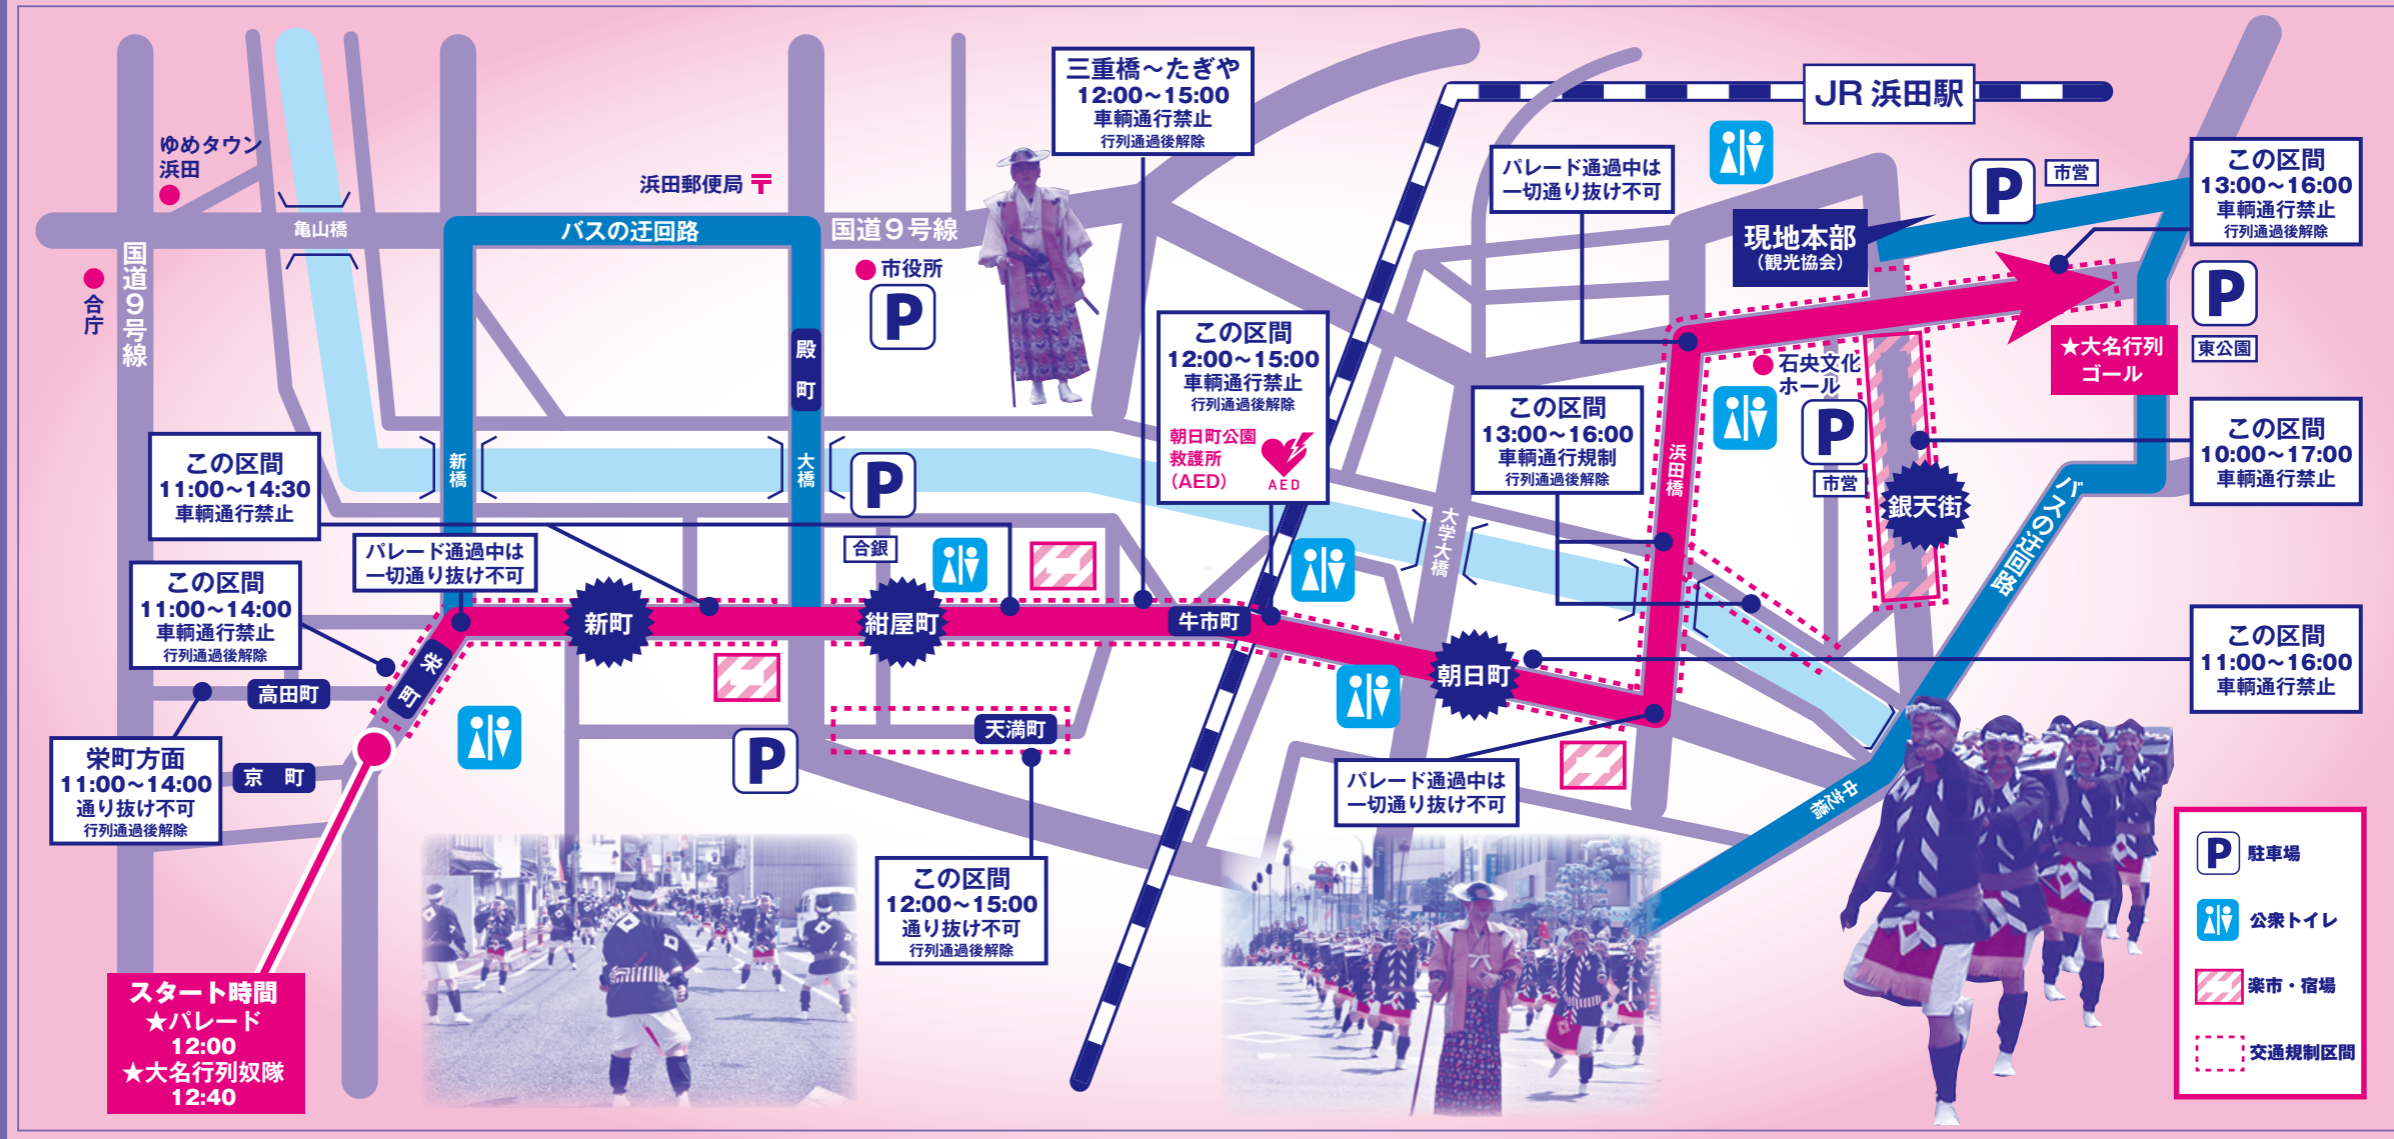 ゆめタウン
浜田
亀山橋
国道9号線
合庁
浜田郵便局
〒
バスの迂回路
国道9号線
市役所
P
殿町
新橋
大橋
P
合銀
三重橋～たぎや
12:00～15:00
車輌通行禁止
行列通過後解除
JR 浜田駅
パレード通過中は
一切通り抜け不可
P
市営
現地本部
（観光協会）
この区間
13:00～16:00
車輌通行禁止
行列通過後解除
P
東公園
★大名行列
ゴール
この区間
12:00～15:00
車輌通行禁止
行列通過後解除
朝日町公園
救護所
（AED）
AED
石央文化
ホール
P
市営
この区間
13:00～16:00
車輌通行規制
行列通過後解除
浜田橋
大学大橋
銀天街
この区間
10:00～17:00
車輌通行禁止
バスの迂回路
この区間
11:00～14:30
車輌通行禁止
パレード通過中は
一切通り抜け不可
この区間
11:00～14:00
車輌通行禁止
行列通過後解除
新町
紺屋町
牛市町
朝日町
この区間
11:00～16:00
車輌通行禁止
栄町
高田町
京 町
天満町
P
栄町方面
11:00～14:00
通り抜け不可
行列通過後解除
パレード通過中は
一切通り抜け不可
中芝橋
この区間
12:00～15:00
通り抜け不可
行列通過後解除
スタート時間
★パレード
12:00
★大名行列奴隊
12:40
P 駐車場
公衆トイレ
楽市・宿場
交通規制区間